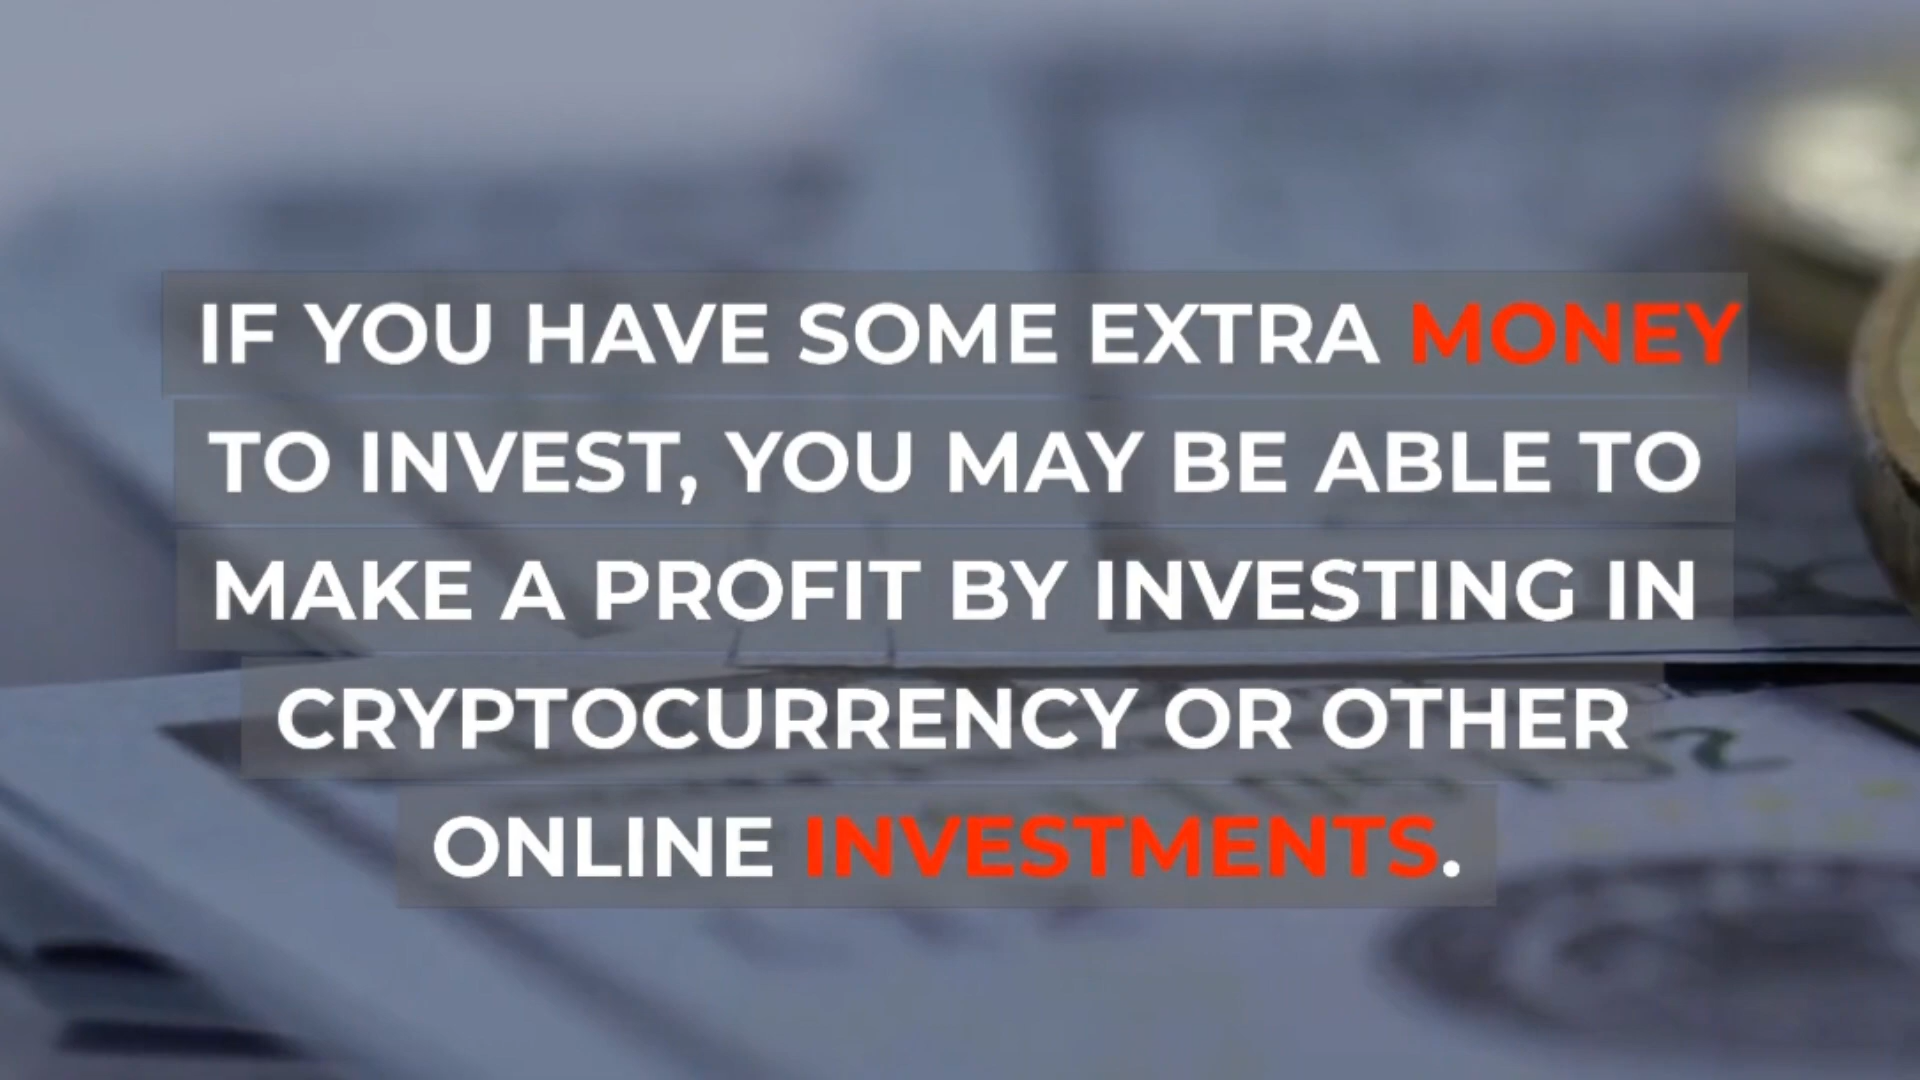 IF YOU HAVE SOME EXTRA MONEY
TO INVEST, YOU MAY BE ABLE TO
MAKE A PROFIT BY INVESTING IN
CRYPTOCURRENCY OR OTHER
ONLINE INVESTMENTS.